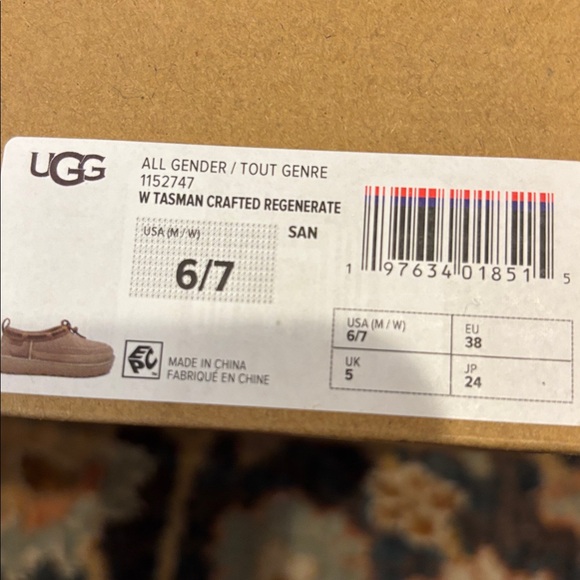 UGG
ALL GENDER / TOUT GENRE
1152747
W TASMAN CRAFTED REGENERATE
USA (M / W)
SAN
6/7
1 97634 01851 5
USA (M / W)
6/7
EU
38
UK
5
JP
24
EPC
MADE IN CHINA
FABRIQUÉ EN CHINE